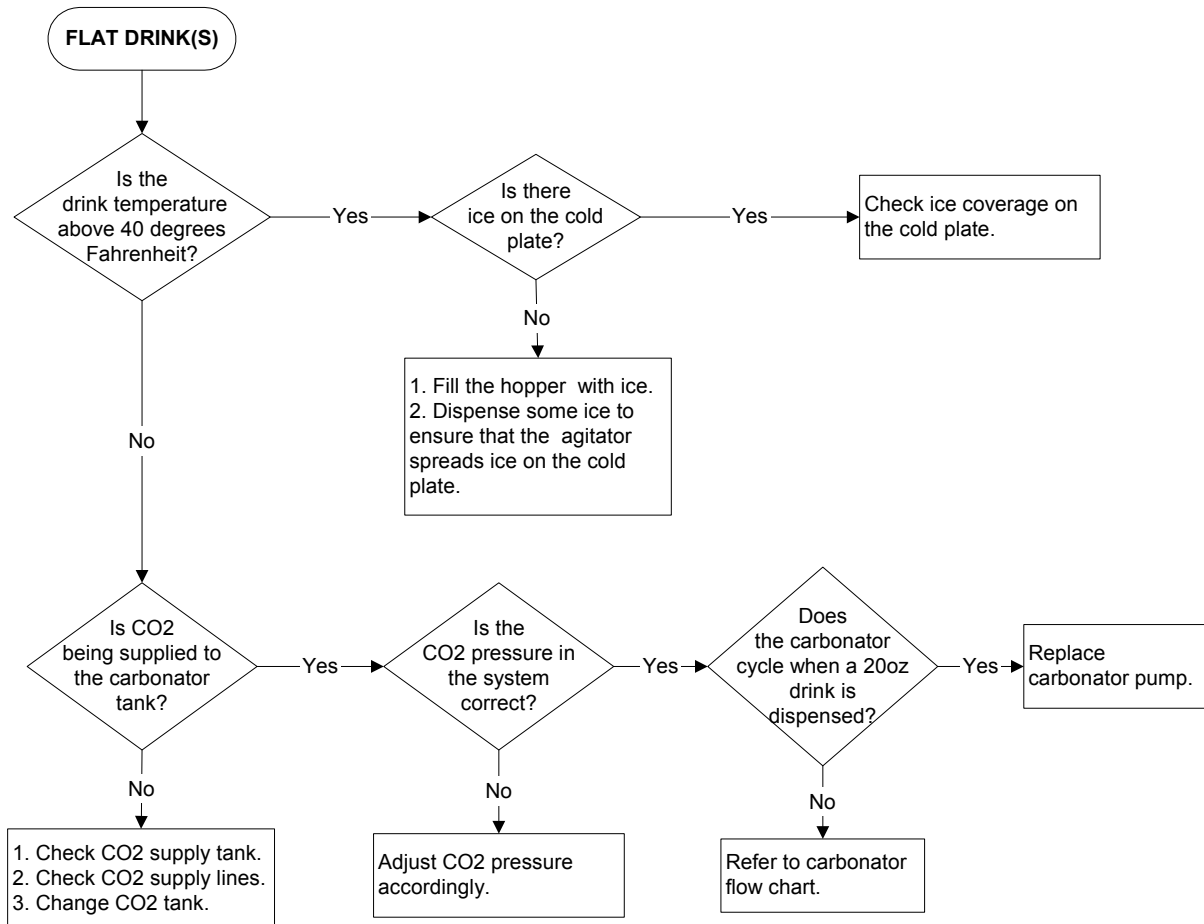 FLAT DRINK(S)
Is the
drink temperature
above 40 degrees
Fahrenheit?
Yes
Is there
ice on the cold
plate?
Yes
Check ice coverage on
the cold plate.
No
1. Fill the hopper  with ice.
2. Dispense some ice to
ensure that the  agitator
spreads ice on the cold
plate.
No
Is CO2
being supplied to
the carbonator
tank?
Yes
Is the
CO2 pressure in
the system
correct?
Yes
Does
the carbonator
cycle when a 20oz
drink is
dispensed?
Yes
Replace
carbonator pump.
No
1. Check CO2 supply tank.
2. Check CO2 supply lines.
3. Change CO2 tank.
No
Adjust CO2 pressure
accordingly.
No
Refer to carbonator
flow chart.